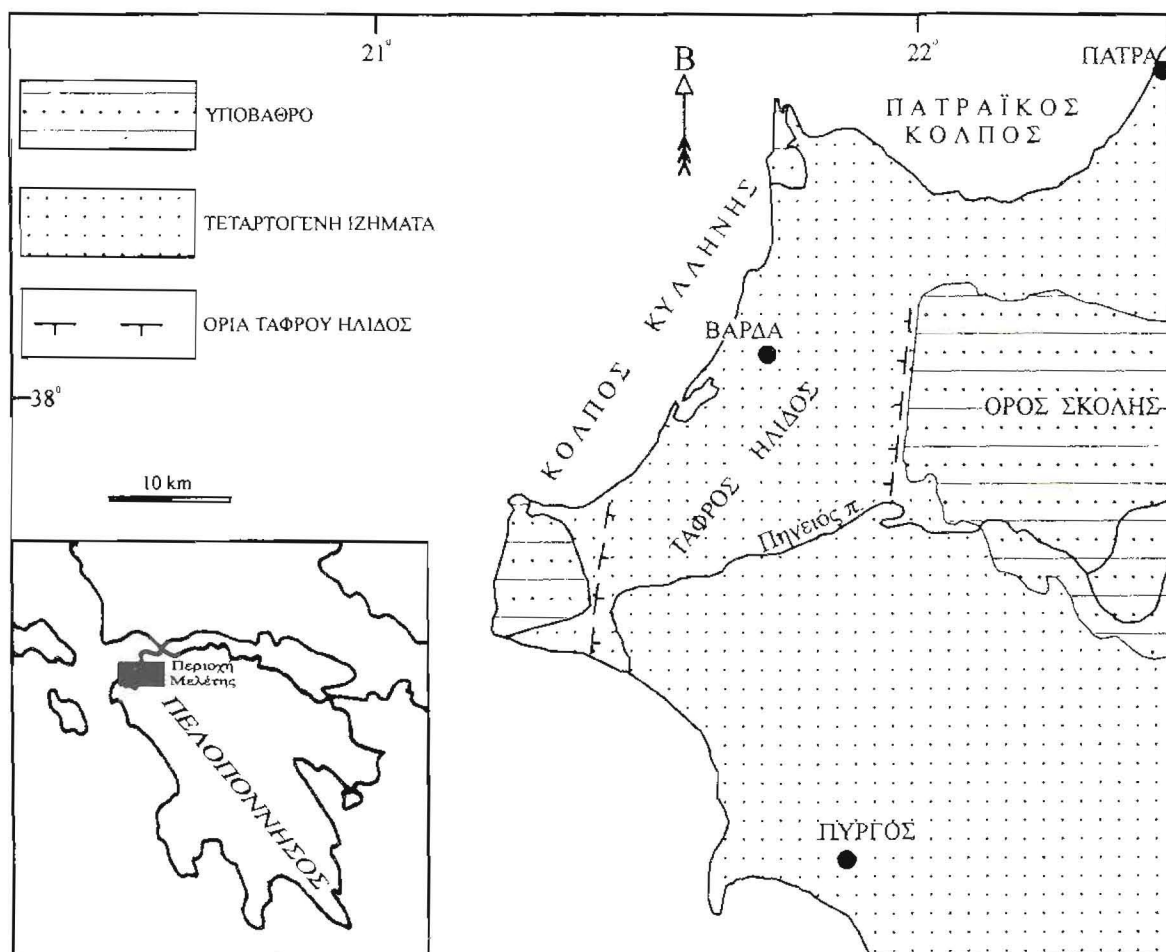 21°
22°
ΠΑΤΡΑ
Β
ΠΑΤΡΑΪΚΟΣ
ΚΟΛΠΟΣ
ΥΠΟΒΑΘΡΟ
ΤΕΤΑΡΤΟΓΕΝΗ ΙΖΗΜΑΤΑ
ΟΡΙΑ ΤΑΦΡΟΥ ΗΛΙΔΟΣ
ΚΟΛΠΟΣ ΚΥΛΛΗΝΗΣ
ΒΑΡΔΑ
38°
ΟΡΟΣ ΣΚΟΛΗΣ
ΤΑΦΡΟΣ ΗΛΙΔΟΣ
10 km
Πηγειός π.
Περιοχή
Μελέτης
ΠΕΛΟΠΟΝΝΗΣΟΣ
ΠΥΡΓΟΣ